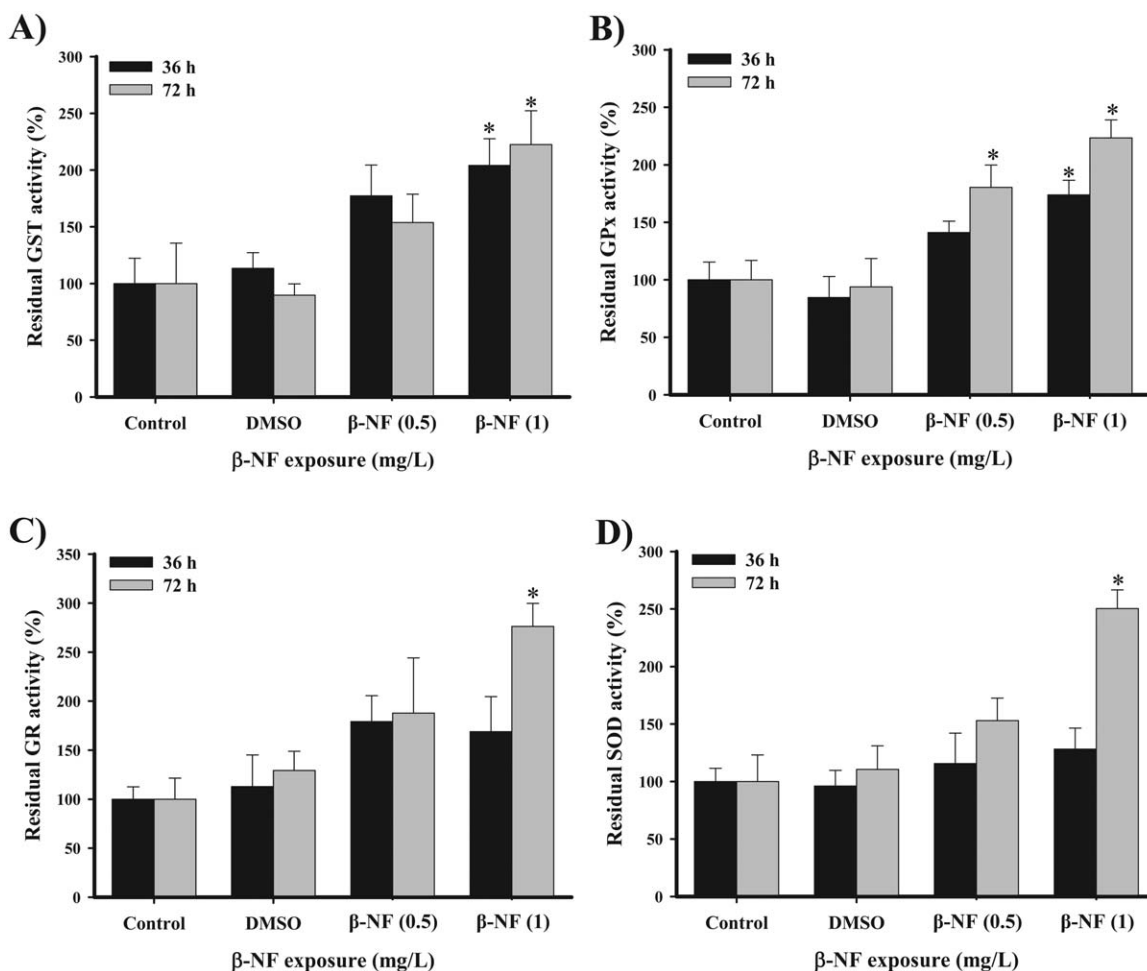 A)
Residual GST activity (%)
300
250
200
150
100
50
0
36 h
72 h
*
*
Control
DMSO
β-NF (0.5)
β-NF (1)
β-NF exposure (mg/L)
B)
Residual GPx activity (%)
300
250
200
150
100
50
0
36 h
72 h
*
*
*
Control
DMSO
β-NF (0.5)
β-NF (1)
β-NF exposure (mg/L)
C)
Residual GR activity (%)
350
300
250
200
150
100
50
0
36 h
72 h
*
Control
DMSO
β-NF (0.5)
β-NF (1)
β-NF exposure (mg/L)
D)
Residual SOD activity (%)
300
250
200
150
100
50
0
36 h
72 h
*
Control
DMSO
β-NF (0.5)
β-NF (1)
β-NF exposure (mg/L)